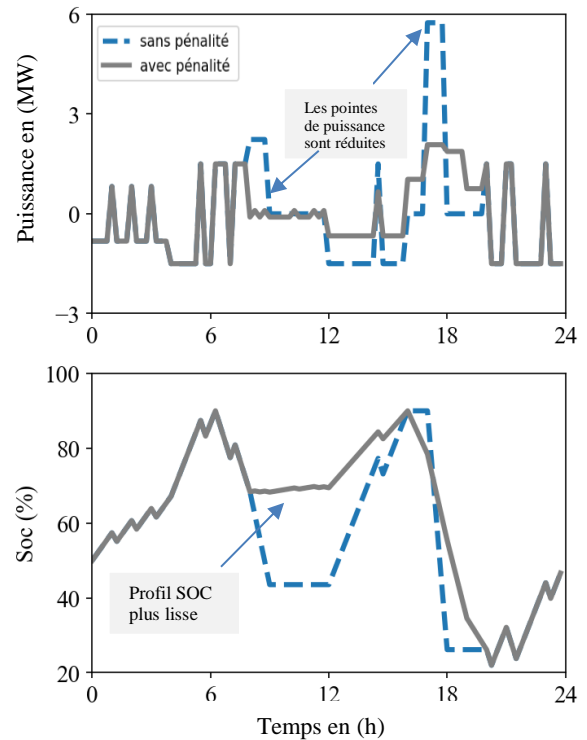 6
3
0
−3
Puissance en (MW)
sans pénalité
avec pénalité
Les pointes
de puissance
sont réduites
0
6
12
18
24
100
80
60
40
20
Soc (%)
Profil SOC
plus lisse
0
6
12
18
24
Temps en (h)